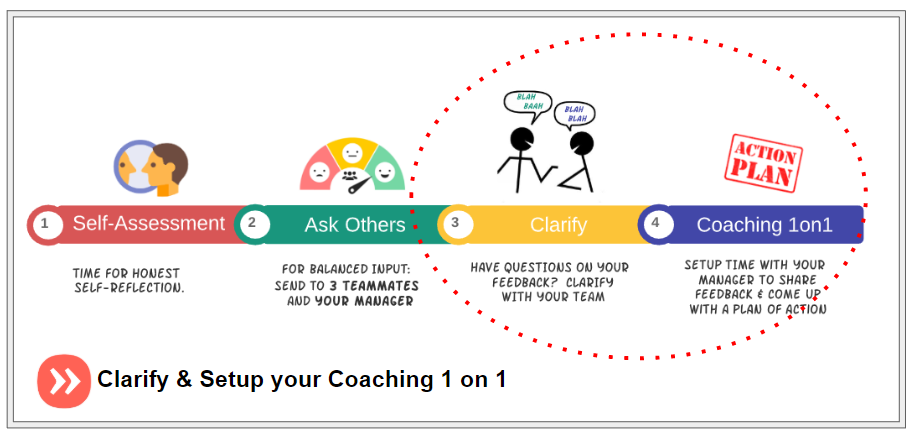 BLAH
BAAH
BLAH
BLAH
ACTION
PLAN
1 Self-Assessment
2 Ask Others
3 Clarify
4 Coaching 1on1
TIME FOR HONEST
SELF-REFLECTION.
FOR BALANCED INPUT:
SEND TO 3 TEAMMATES
AND YOUR MANAGER
HAVE QUESTIONS ON YOUR
FEEDBACK? CLARIFY
WITH YOUR TEAM
SETUP TIME WITH YOUR
MANAGER TO SHARE
FEEDBACK & COME UP
WITH A PLAN OF ACTION
Clarify & Setup your Coaching 1 on 1